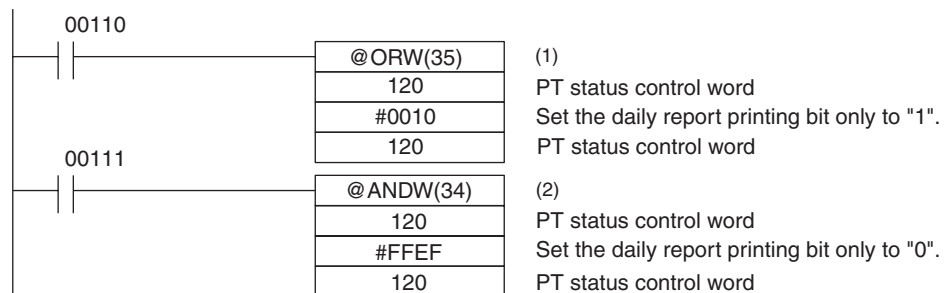 00110
@ORW(35) (1)
120 PT status control word
#0010 Set the daily report printing bit only to "1".
120 PT status control word
00111
@ANDW(34) (2)
120 PT status control word
#FFEF Set the daily report printing bit only to "0".
120 PT status control word